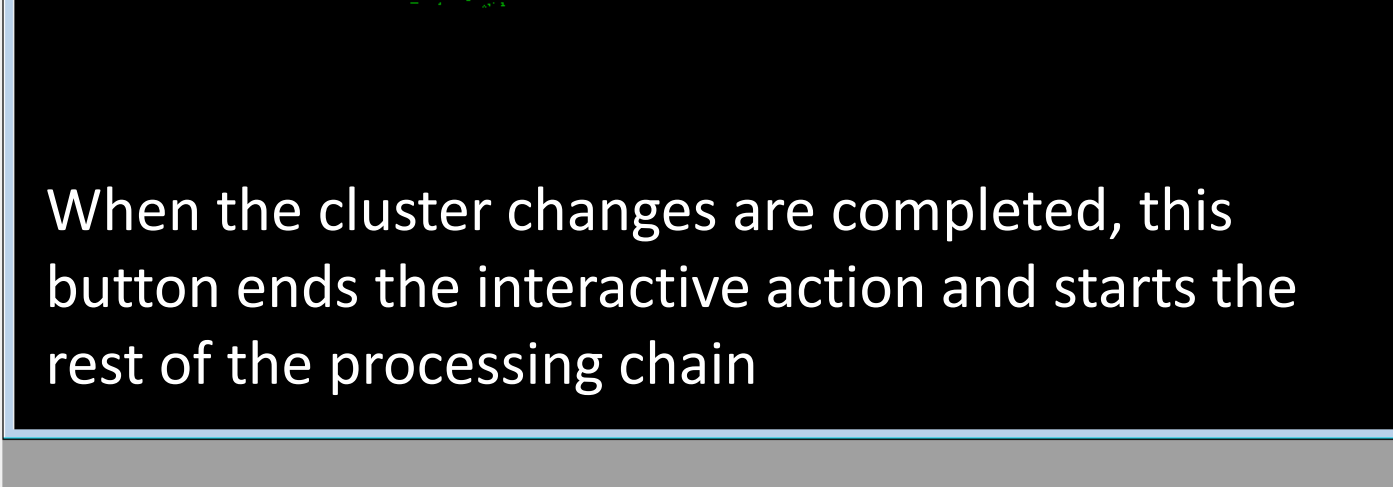 When the cluster changes are completed, this
button ends the interactive action and starts the
rest of the processing chain